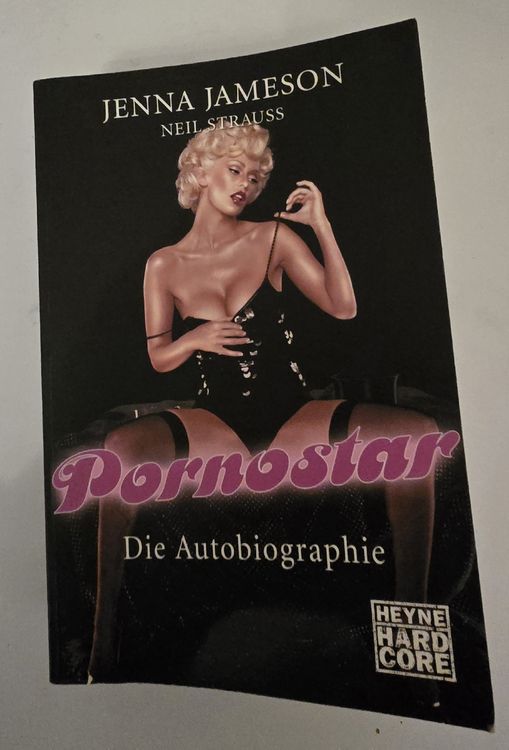 JENNA JAMESON
NEIL STRAUSS
Pornostar
Die Autobiographie
HEYNE
HARD
CORE